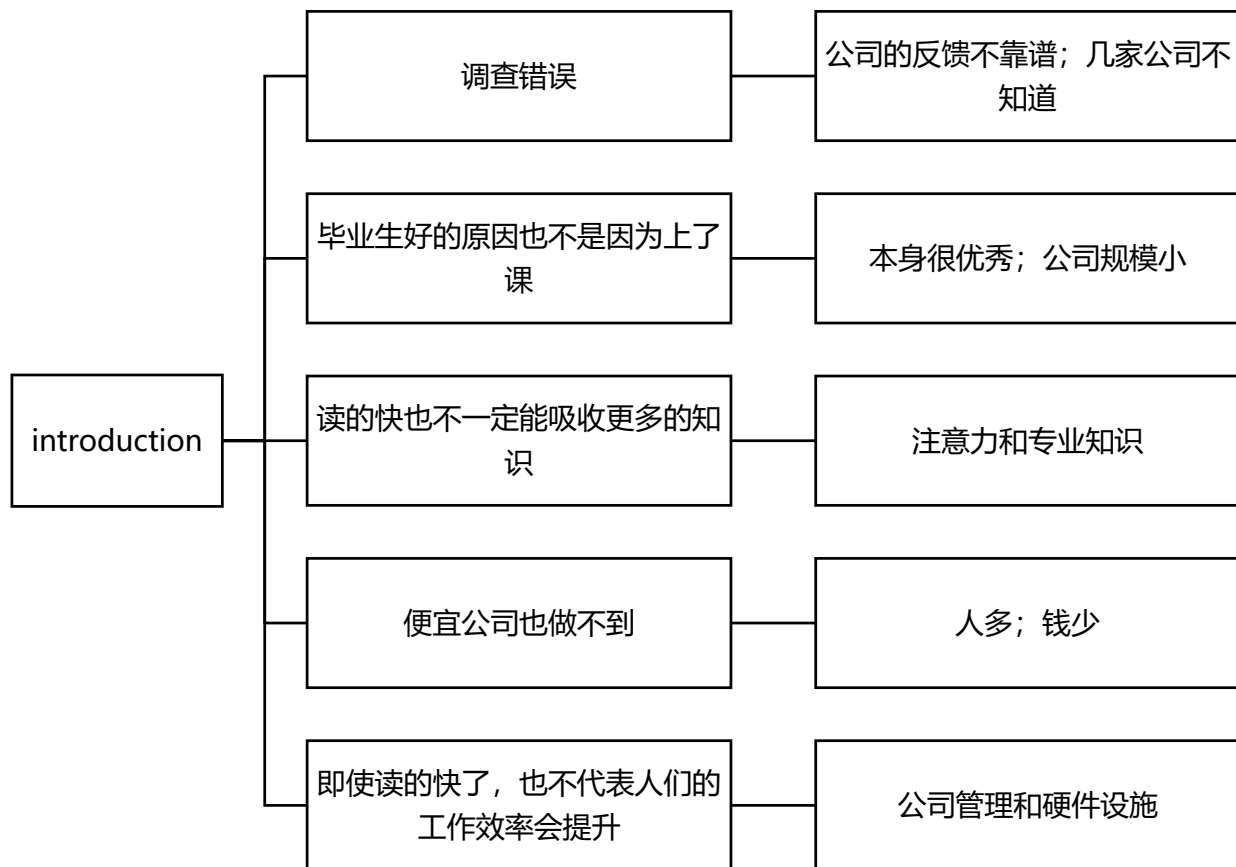 调查错误
公司的反馈不靠谱；几家公司不
知道
毕业生好的原因也不是因为上了
课
本身很优秀；公司规模小
introduction
读的快也不一定能吸收更多的知
识
注意力和专业知识
便宜公司也做不到
人多；钱少
即使读的快了，也不代表人们的
工作效率会提升
公司管理和硬件设施